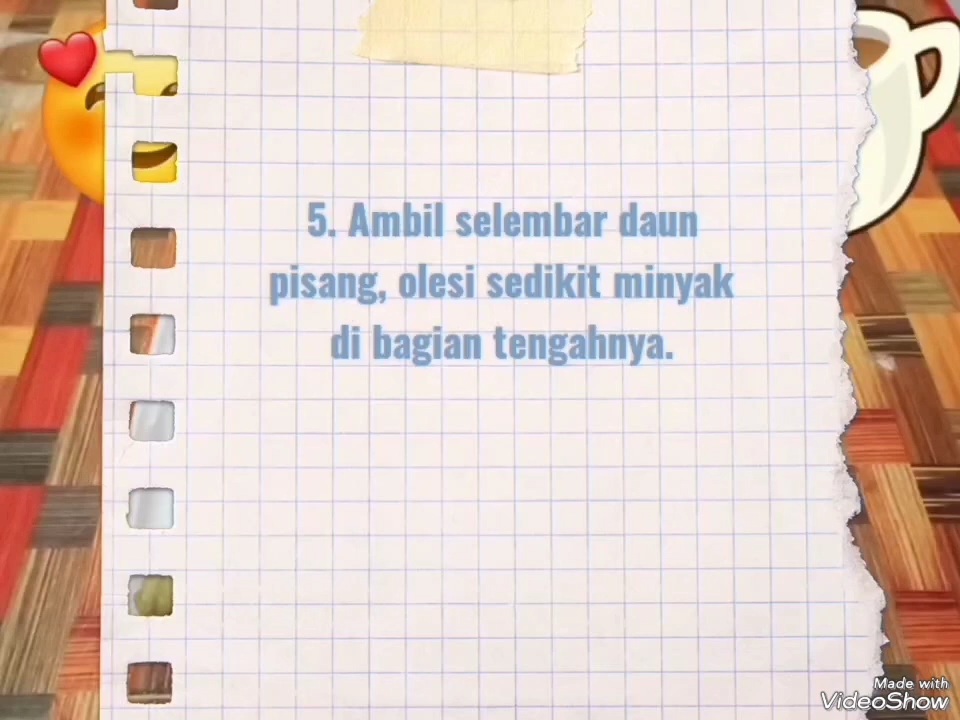 5. Ambil selembar daun
pisang, olesi sedikit minyak
di bagian tengahnya.
Made with
VideoShow